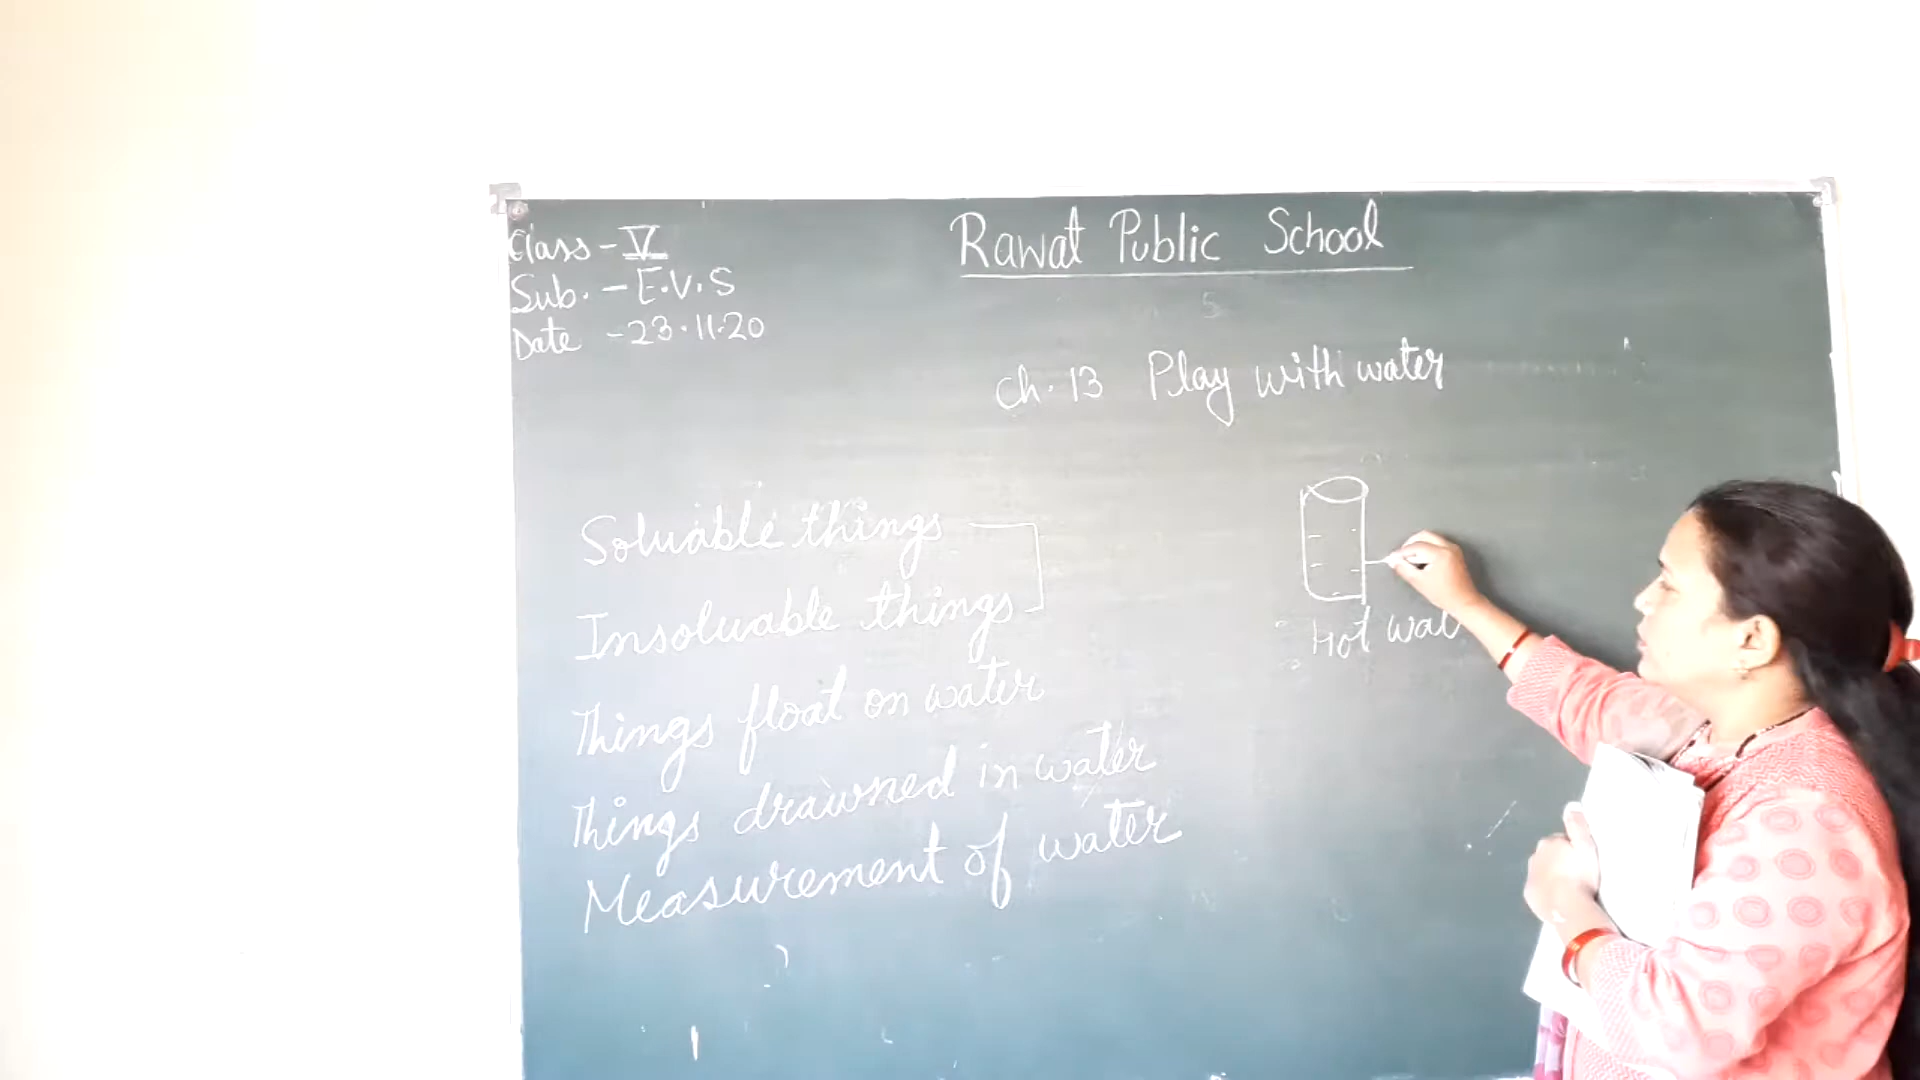 Class - V
Sub. - E.V.S
Date - 23.11.20
Rawat Public School
Ch. 13 Play with water
Soluable things
Insoluable things
Things float on water
Things drawned in water
Measurement of water
Hot wat